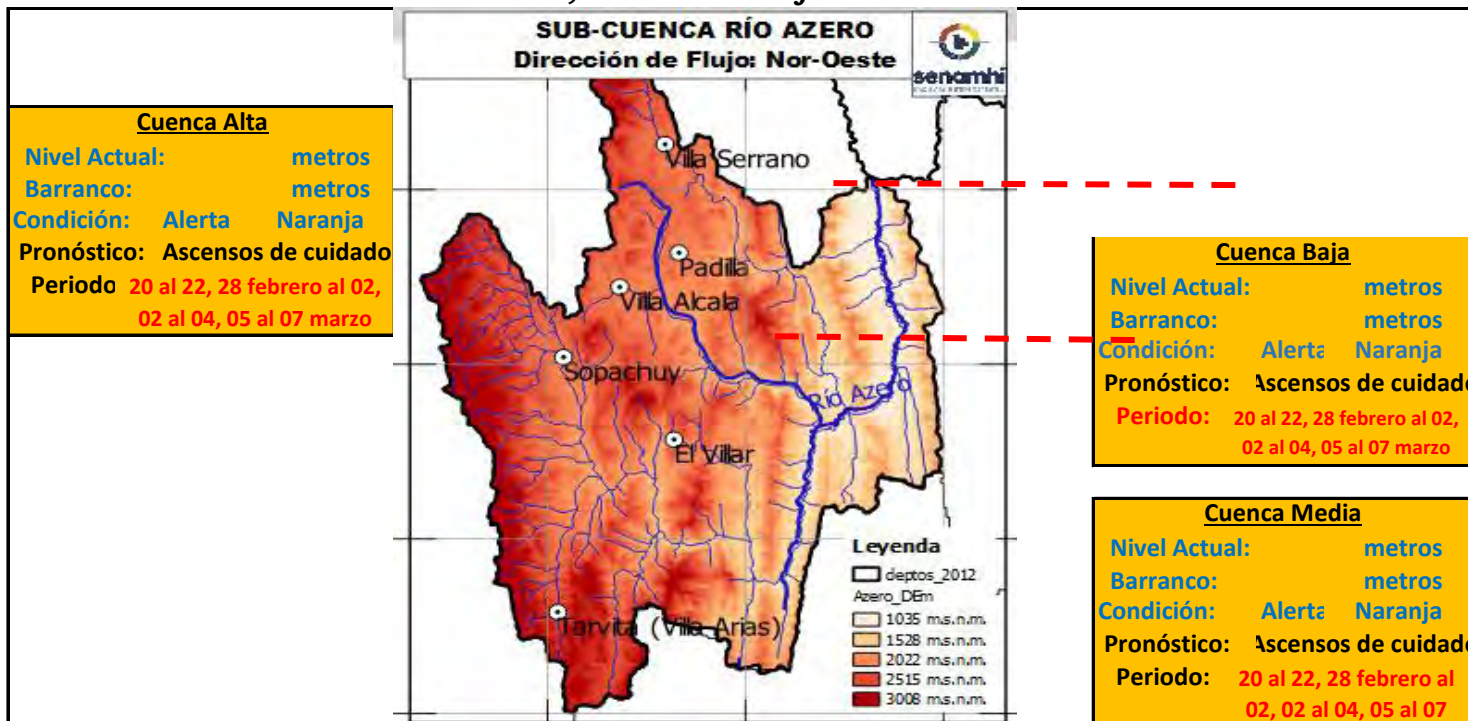 SUB-CUENCA RÍO AZERO
Dirección de Flujo: Nor-Oeste
senamhi
Cuenca Alta
Nivel Actual: metros
Barranco: metros
Condición: Alerta Naranja
Pronóstico: Ascensos de cuidado
Periodo 20 al 22, 28 febrero al 02,
02 al 04, 05 al 07 marzo
Villa Serrano
Padilla
Villa Alcala
Sopachuy
Río Azero
El Villar
Tarvita (Villa Arias)
Leyenda
deptos_2012
Azero_DEm
1035 m.s.n.m.
1528 m.s.n.m.
2022 m.s.n.m.
2515 m.s.n.m.
3008 m.s.n.m.
Cuenca Baja
Nivel Actual: metros
Barranco: metros
Condición: Alerta Naranja
Pronóstico: Ascensos de cuidado
Periodo: 20 al 22, 28 febrero al 02,
02 al 04, 05 al 07 marzo
Cuenca Media
Nivel Actual: metros
Barranco: metros
Condición: Alerta Naranja
Pronóstico: Ascensos de cuidado
Periodo: 20 al 22, 28 febrero al
02, 02 al 04, 05 al 07